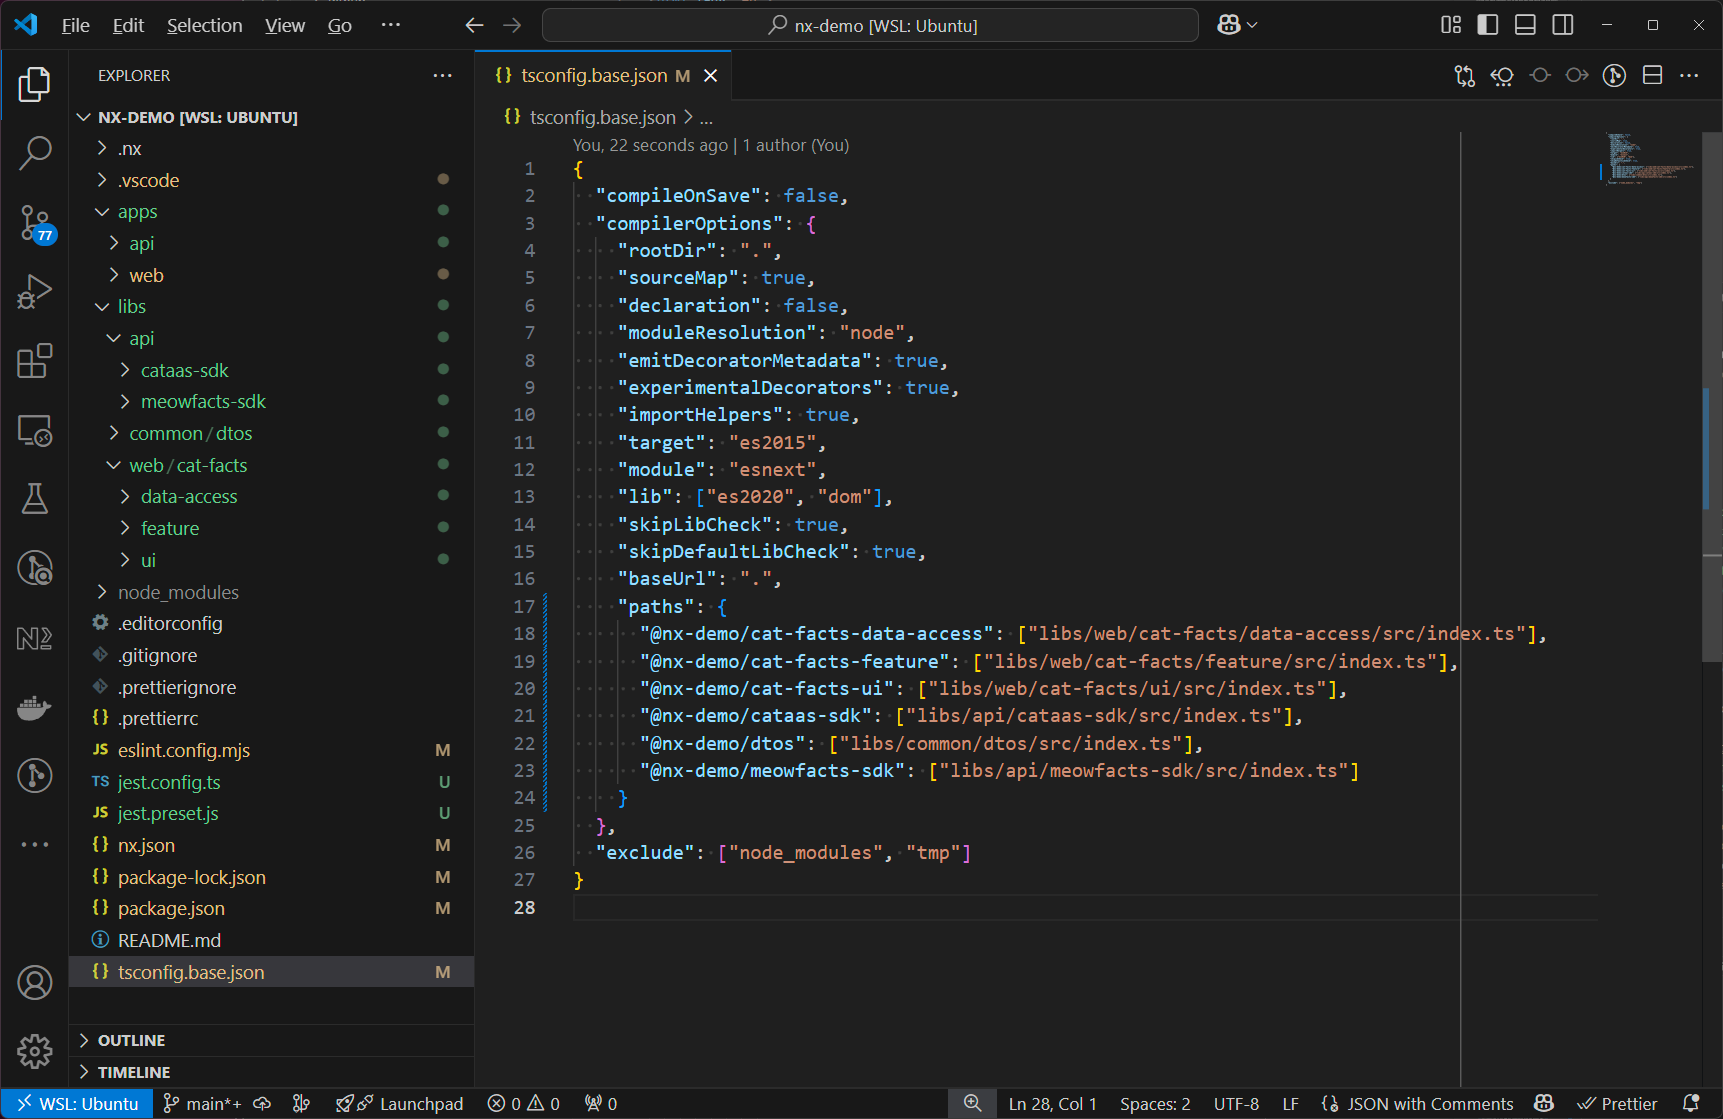 File Edit Selection View Go ··· nx-demo [WSL: Ubuntu]
EXPLORER ···
NX-DEMO [WSL: UBUNTU]
.nx
.vscode
apps
api
web
libs
api
cataas-sdk
meowfacts-sdk
common/dtos
web/cat-facts
data-access
feature
ui
node_modules
.editorconfig
.gitignore
.prettierignore
{} .prettierrc
JS eslint.config.mjs M
TS jest.config.ts U
JS jest.preset.js U
{} nx.json M
{} package-lock.json M
{} package.json M
README.md
{} tsconfig.base.json M
OUTLINE
TIMELINE
77
{} tsconfig.base.json M
{} tsconfig.base.json > ...
You, 22 seconds ago | 1 author (You)
1 {
2 "compileOnSave": false,
3 "compilerOptions": {
4 "rootDir": ".",
5 "sourceMap": true,
6 "declaration": false,
7 "moduleResolution": "node",
8 "emitDecoratorMetadata": true,
9 "experimentalDecorators": true,
10 "importHelpers": true,
11 "target": "es2015",
12 "module": "esnext",
13 "lib": ["es2020", "dom"],
14 "skipLibCheck": true,
15 "skipDefaultLibCheck": true,
16 "baseUrl": ".",
17 "paths": {
18 "@nx-demo/cat-facts-data-access": ["libs/web/cat-facts/data-access/src/index.ts"],
19 "@nx-demo/cat-facts-feature": ["libs/web/cat-facts/feature/src/index.ts"],
20 "@nx-demo/cat-facts-ui": ["libs/web/cat-facts/ui/src/index.ts"],
21 "@nx-demo/cataas-sdk": ["libs/api/cataas-sdk/src/index.ts"],
22 "@nx-demo/dtos": ["libs/common/dtos/src/index.ts"],
23 "@nx-demo/meowfacts-sdk": ["libs/api/meowfacts-sdk/src/index.ts"]
24 }
25 },
26 "exclude": ["node_modules", "tmp"]
27 }
28
WSL: Ubuntu main*+ Launchpad 0 0 0 Ln 28, Col 1 Spaces: 2 UTF-8 LF JSON with Comments Prettier